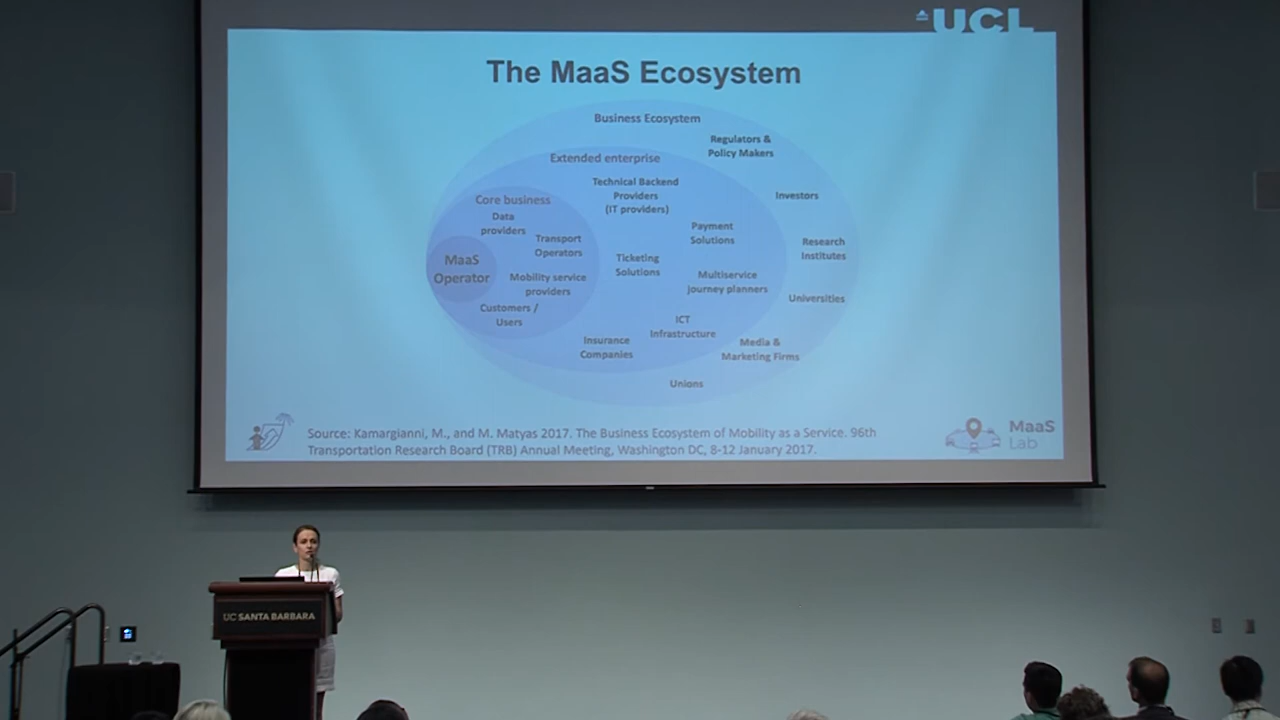 UCL
The MaaS Ecosystem
Business Ecosystem
Regulators &
Policy Makers
Extended enterprise
Technical Backend
Providers
(IT providers)
Investors
Core business
Data
providers
Transport
Operators
Payment
Solutions
Research
Institutes
MaaS
Operator
Ticketing
Solutions
Mobility service
providers
Multiservice
journey planners
Universities
Customers /
Users
ICT
Infrastructure
Insurance
Companies
Media &
Marketing Firms
Unions
Source: Kamargianni, M., and M. Matyas 2017. The Business Ecosystem of Mobility as a Service. 96th
Transportation Research Board (TRB) Annual Meeting, Washington DC, 8-12 January 2017.
MaaS
Lab
UC SANTA BARBARA